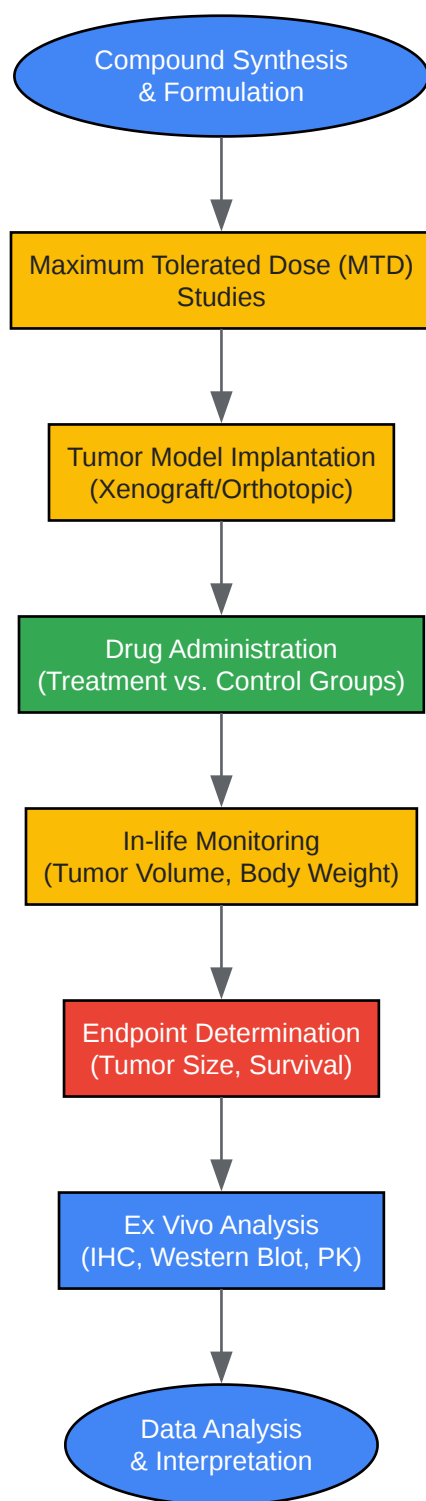 Compound Synthesis
& Formulation
Maximum Tolerated Dose (MTD)
Studies
Tumor Model Implantation
(Xenograft/Orthotopic)
Drug Administration
(Treatment vs. Control Groups)
In-life Monitoring
(Tumor Volume, Body Weight)
Endpoint Determination
(Tumor Size, Survival)
Ex Vivo Analysis
(IHC, Western Blot, PK)
Data Analysis
& Interpretation